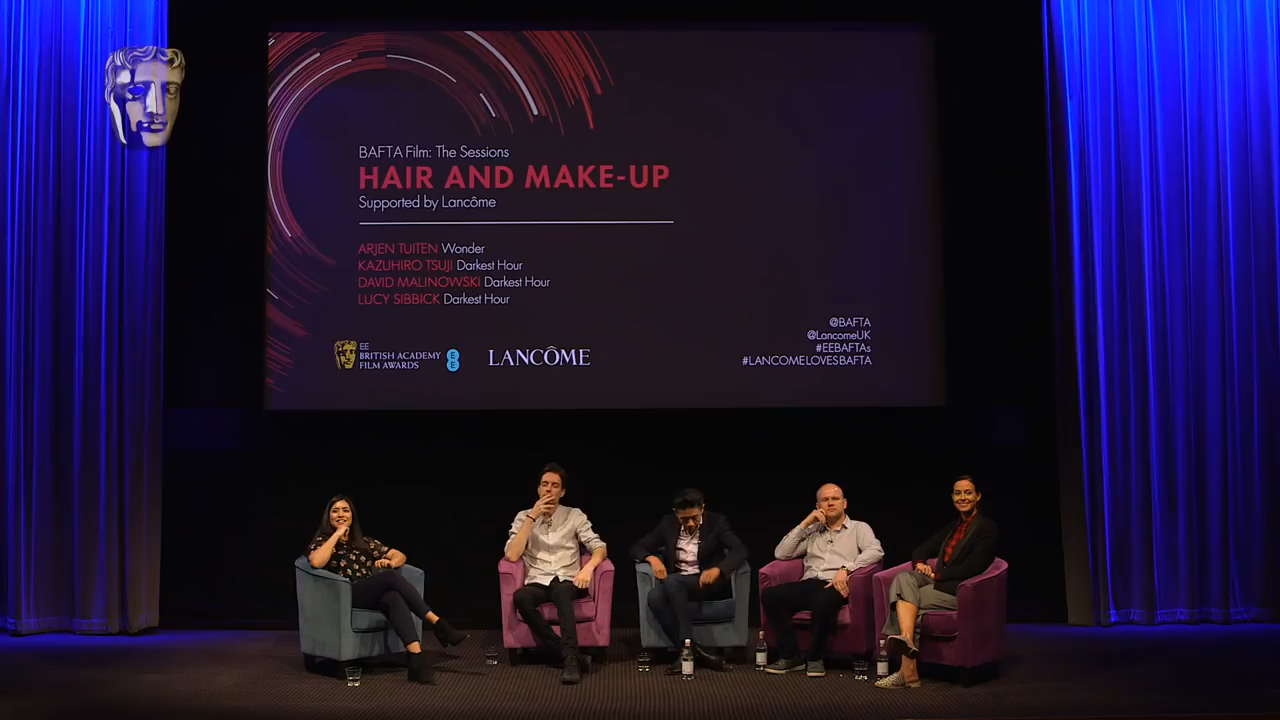 BAFTA Film: The Sessions
HAIR AND MAKE-UP
Supported by Lancôme
ARJEN TUITEN Wonder
KAZUHIRO TSUJI Darkest Hour
DAVID MALINOWSKI Darkest Hour
LUCY SIBBICK Darkest Hour
@BAFTA
@LancomeUK
#EEBAFTAs
#LANCOMELOVESBAFTA
EE
BRITISH ACADEMY
FILM AWARDS
EE
LANCÔME